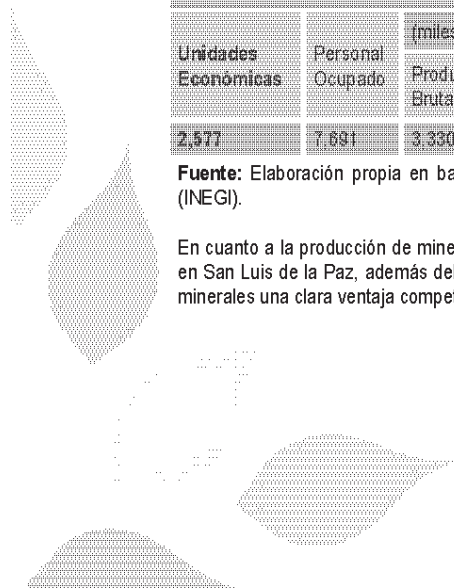 (miles
Unidades Económicas
Personal Ocupado
Produ
Bruta
2,577 7,691 3,330
Fuente: Elaboración propia en ba
(INEGI).
En cuanto a la producción de mine
en San Luis de la Paz, además del
minerales una clara ventaja compet